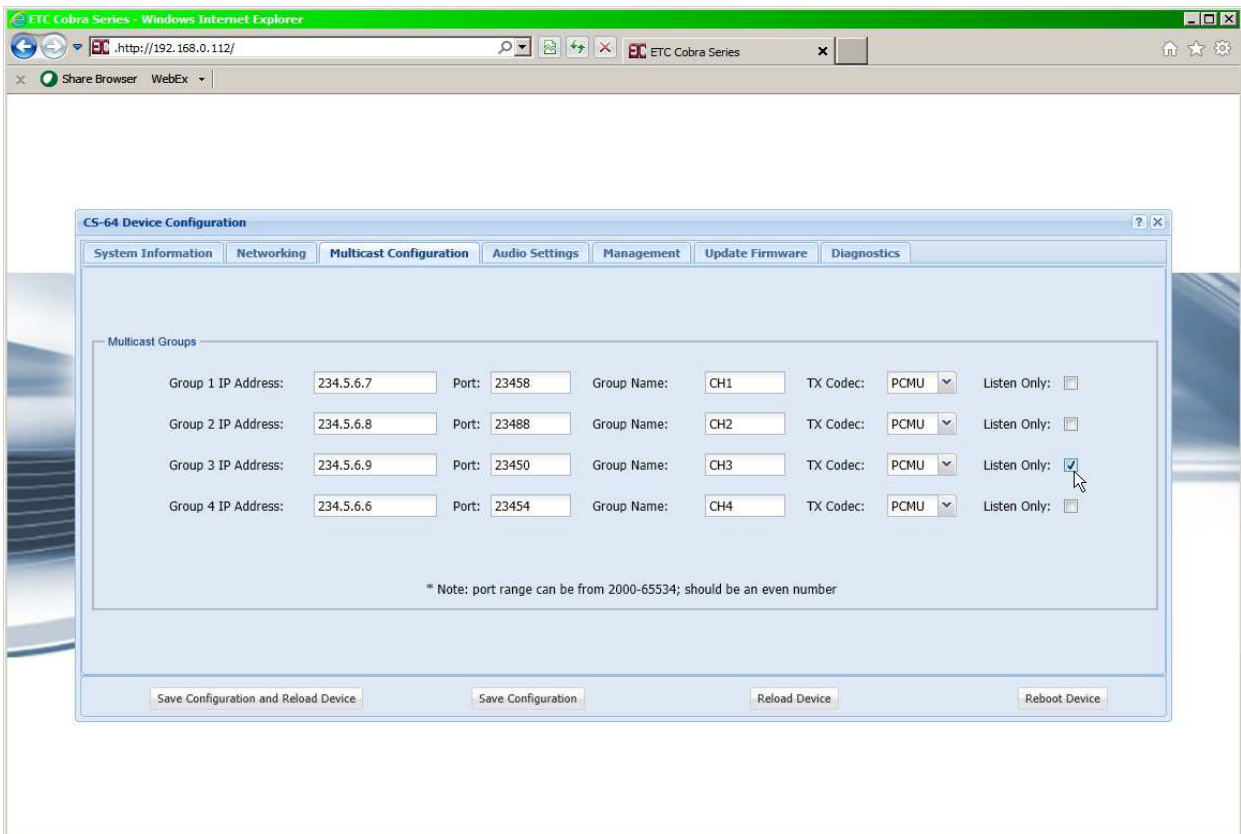 ETC Cobra Series - Windows Internet Explorer
.http://192.168.0.112/ ETC Cobra Series
x Share Browser WebEx
CS-64 Device Configuration
System Information Networking Multicast Configuration Audio Settings Management Update Firmware Diagnostics
Multicast Groups
Group 1 IP Address: 234.5.6.7 Port: 23458 Group Name: CH1 TX Codec: PCMU Listen Only:
Group 2 IP Address: 234.5.6.8 Port: 23488 Group Name: CH2 TX Codec: PCMU Listen Only:
Group 3 IP Address: 234.5.6.9 Port: 23450 Group Name: CH3 TX Codec: PCMU Listen Only:
Group 4 IP Address: 234.5.6.6 Port: 23454 Group Name: CH4 TX Codec: PCMU Listen Only:
* Note: port range can be from 2000-65534; should be an even number
Save Configuration and Reload Device Save Configuration Reload Device Reboot Device